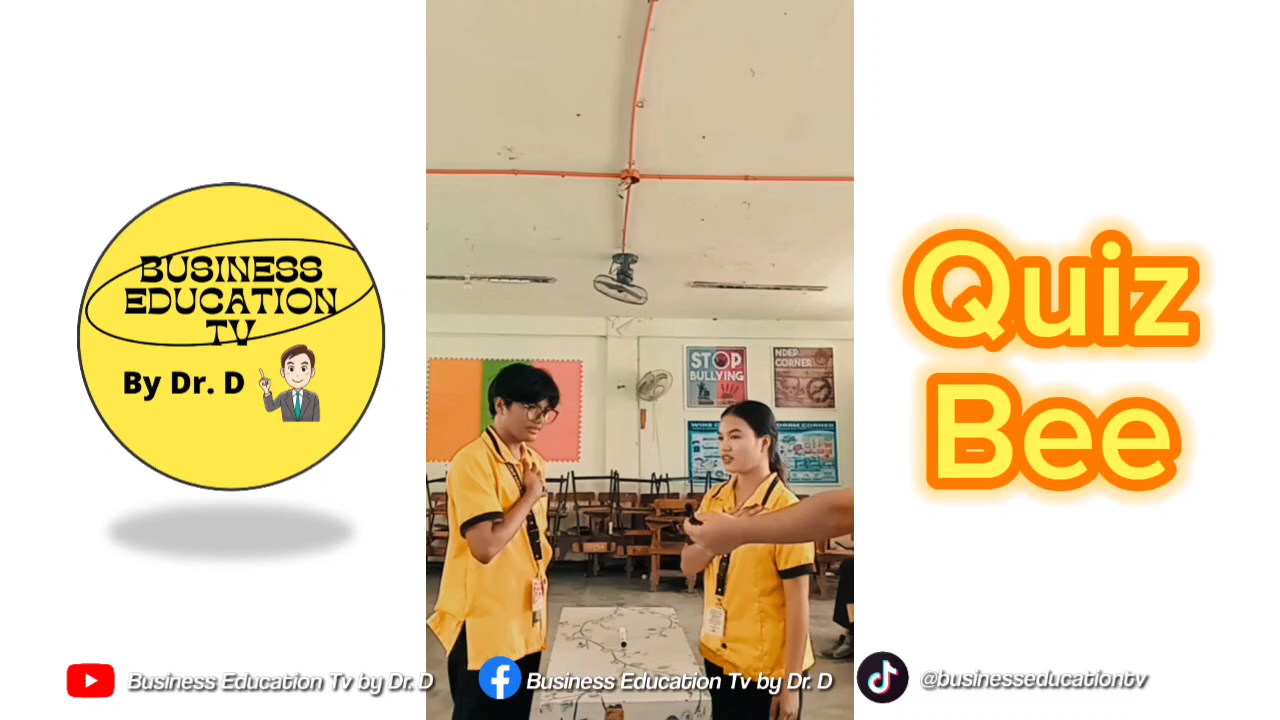 BUSINESS
EDUCATION
TV
By Dr. D
STOP
BULLYING
NDEP
CORNER
Quiz
Bee
Business Education Tv by Dr. D
Business Education Tv by Dr. D
@businesseducationtv